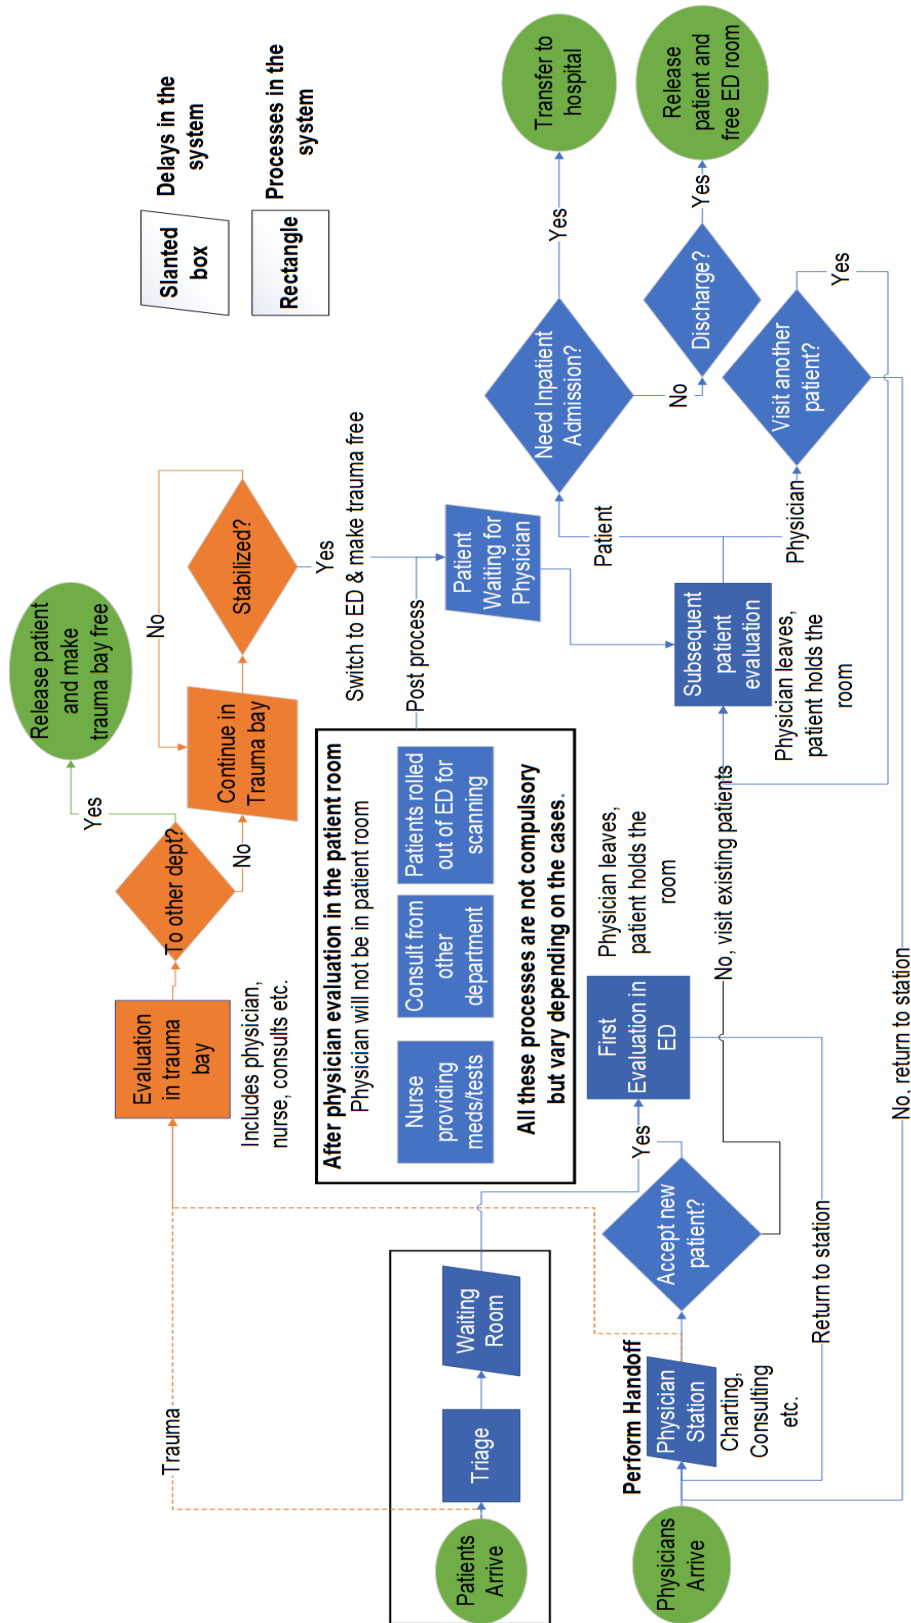 Patients
Arrive
Triage
Waiting
Room
Trauma
Evaluation
in trauma
bay
Includes physician,
nurse, consults etc.
To other dept?
Yes
Release patient
and make
trauma bay free
No
Continue in
Trauma bay
No
Stabilized?
Yes
Switch to ED & make trauma free
Slanted
box
Delays in the
system
Rectangle
Processes in the
system
After physician evaluation in the patient room
Physician will not be in patient room
Nurse
providing
meds/tests
Consult from
other
department
Patients rolled
out of ED for
scanning
All these processes are not compulsory
but vary depending on the cases.
Post process
Patient
Waiting for
Physician
Physicians
Arrive
Perform Handoff
Physician
Station
Charting,
Consulting
etc.
Accept new
patient?
Yes
First
Evaluation in
ED
Physician leaves,
patient holds the
room
No, visit existing patients
Return to station
No, return to station
Subsequent
patient
evaluation
Physician leaves,
patient holds the
room
Patient
Physician
Need Inpatient
Admission?
Yes
Transfer to
hospital
No
Discharge?
Yes
Release
patient and
free ED room
Visit another
patient?
Yes